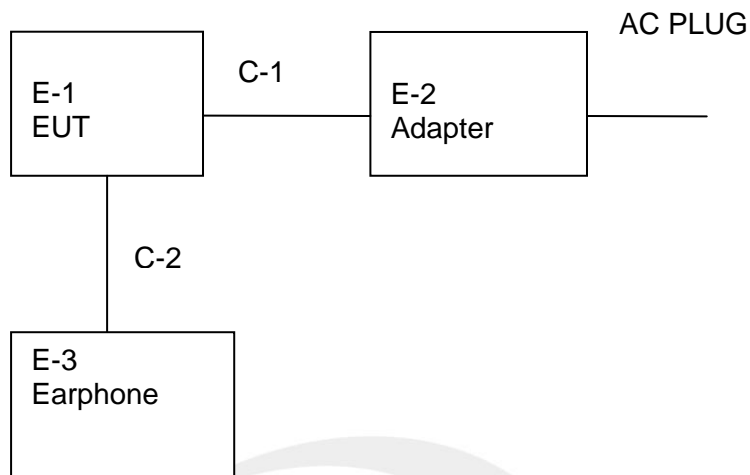 AC PLUG
C-1
E-1
EUT
E-2
Adapter
C-2
E-3
Earphone